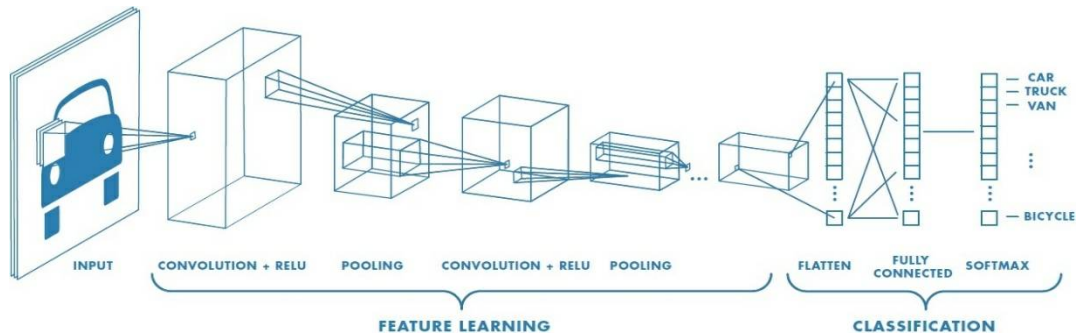 CAR
TRUCK
VAN
BICYCLE
INPUT
CONVOLUTION + RELU
POOLING
CONVOLUTION + RELU
POOLING
FLATTEN
FULLY
CONNECTED
SOFTMAX
FEATURE LEARNING
CLASSIFICATION